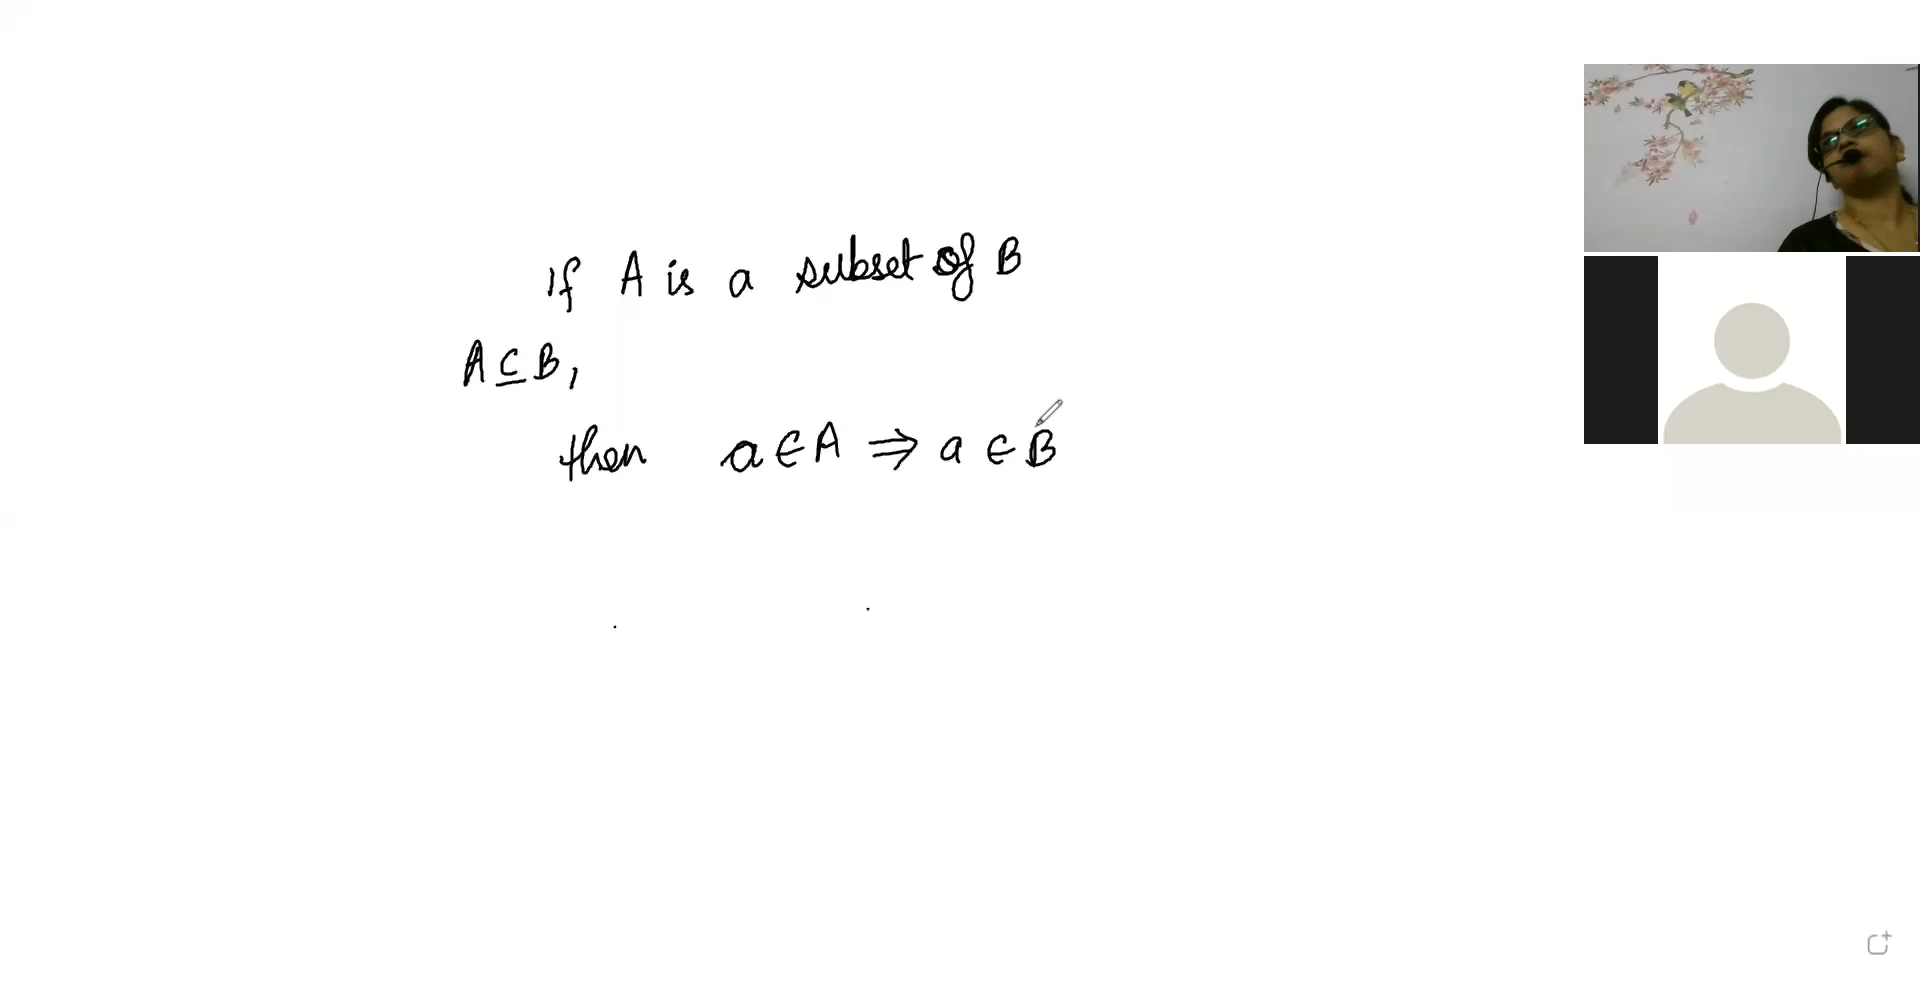 If A is a subset of B
A ⊆ B,
then a ∈ A ⇒ a ∈ B